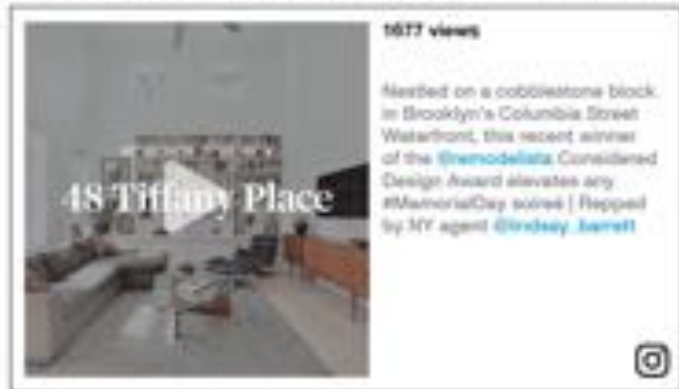 1677 views
Nestled on a cobblestone block
in Brooklyn's Columbia Street
Waterfront, this recent winner
of the @remodelista Considered
Design Award elevates any
#MemorialDay soiree | Repped
by NY agent @lindsay_barrett
48 Tiffany Place